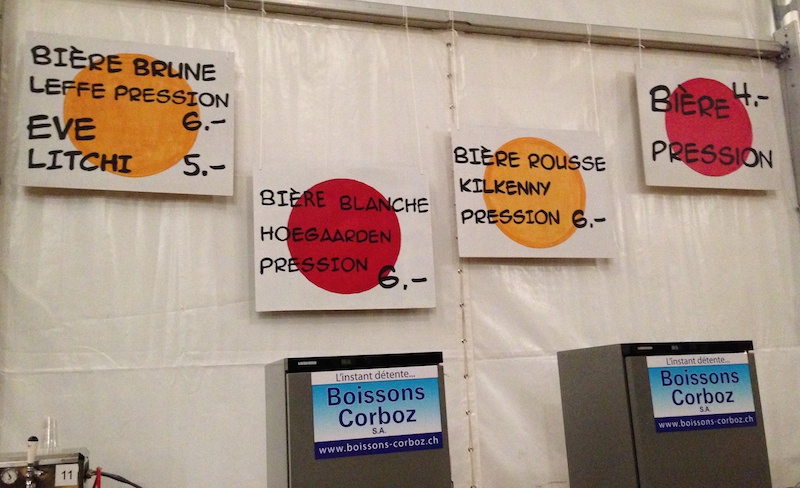 BIÈRE BRUNE
LEFFE PRESSION
6.-
EVE
LITCHI 5.-
BIÈRE BLANCHE
HOEGAARDEN
PRESSION
6.-
BIÈRE ROUSSE
KILKENNY
PRESSION 6.-
BIÈRE 4.-
PRESSION
L'instant détente...
Boissons
Corboz
S.A.
www.boissons-corboz.ch
L'instant détente...
Boissons
Corboz
S.A.
www.boissons-corboz.ch
11